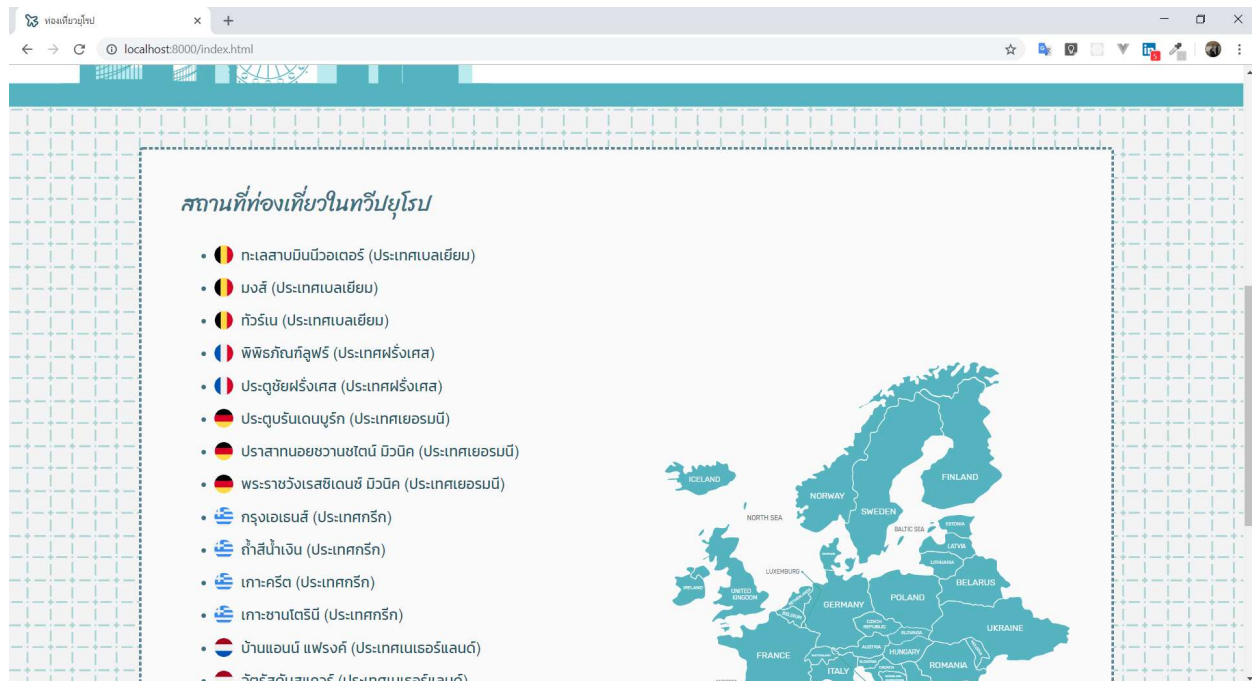 ท่องเที่ยวยุโรป
localhost:8000/index.html
5
สถานที่ท่องเที่ยวในทวีปยุโรป
ทะเลสาบมินนีวอเตอร์ (ประเทศเบลเยียม)
มงส์ (ประเทศเบลเยียม)
ทัวร์เน (ประเทศเบลเยียม)
พิพิธภัณฑ์ลูฟร์ (ประเทศฝรั่งเศส)
ประตูชัยฝรั่งเศส (ประเทศฝรั่งเศส)
ประตูบรันเดนบูร์ก (ประเทศเยอรมนี)
ปราสาทนอยชวานชไตน์ มิวนิค (ประเทศเยอรมนี)
พระราชวังเรสซิเดนซ์ มิวนิค (ประเทศเยอรมนี)
กรุงเอเธนส์ (ประเทศกรีก)
ถ้ำสีน้ำเงิน (ประเทศกรีก)
เกาะครีต (ประเทศกรีก)
เกาะซานโตรินี (ประเทศกรีก)
บ้านแอนน์ แฟรงค์ (ประเทศเนเธอร์แลนด์)
ICELAND
FINLAND
NORWAY
SWEDEN
NORTH SEA
BALTIC SEA
ESTONIA
LATVIA
LITHUANIA
LUXEMBURG
BELARUS
IRELAND
UNITED
KINGDOM
GERMANY
POLAND
CZECH
REPUBLIC
UKRAINE
SLOVAKIA
FRANCE
AUSTRIA
HUNGARY
ROMANIA
ITALY